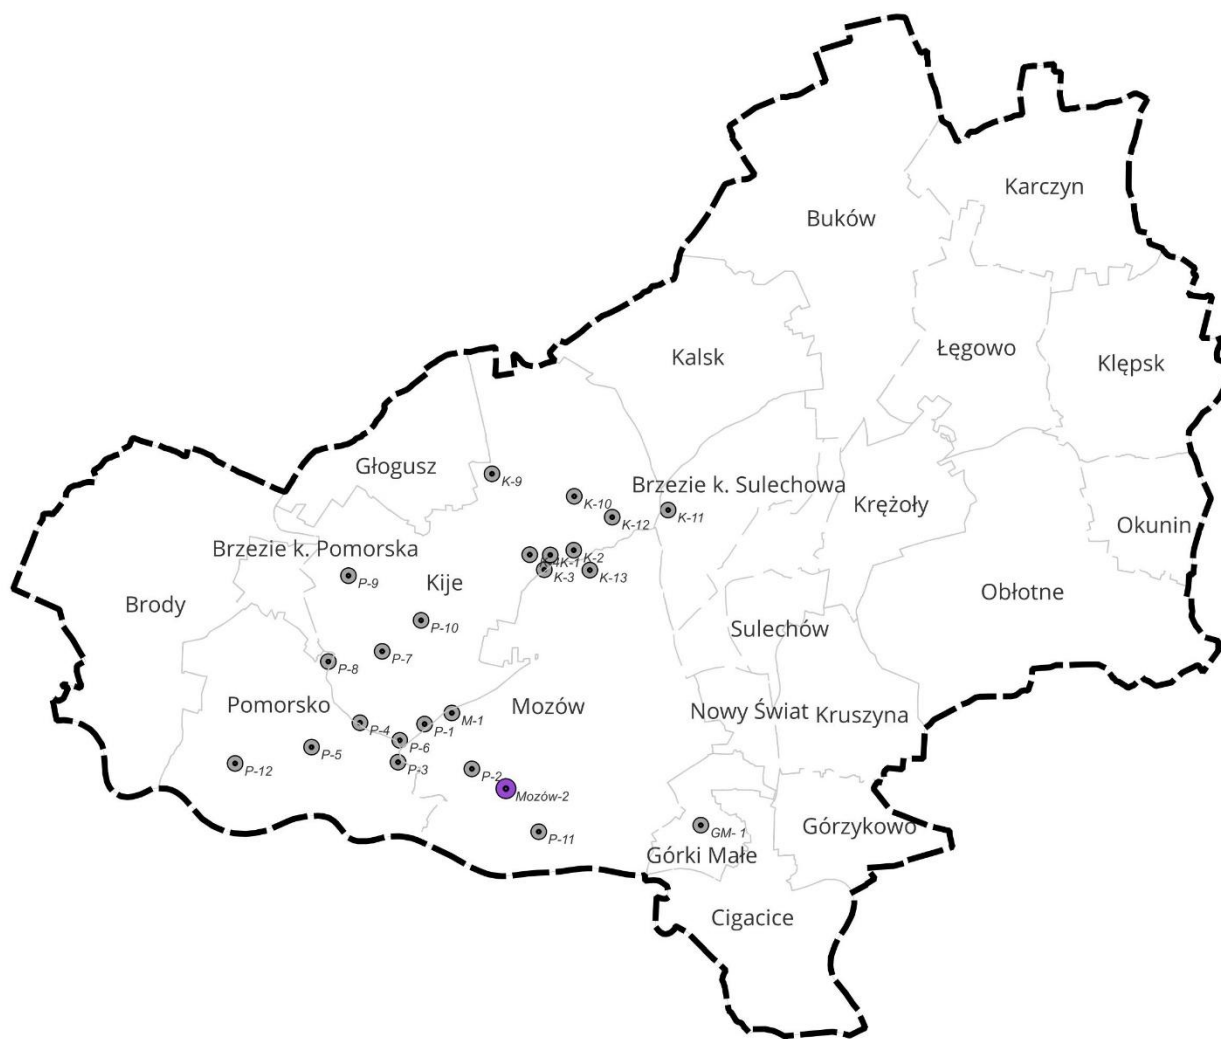 Karczyn
Buków
Łęgowo
Kalsk
Klępsk
Głogusz
K-9
Brzezie k. Sulechowa
K-10
K-11
K-12
Krężoły
Okunin
Brzezie k. Pomorska
K-4
K-1
K-2
K-3
K-13
P-9
Kije
Obłotne
Brody
P-10
Sulechów
P-7
P-8
Pomorsko
Mozów
Nowy Świat
Kruszyna
M-1
P-4
P-1
P-6
P-5
P-3
P-12
P-2
Mozów-2
P-11
GM- 1
Górzykowo
Górki Małe
Cigacice